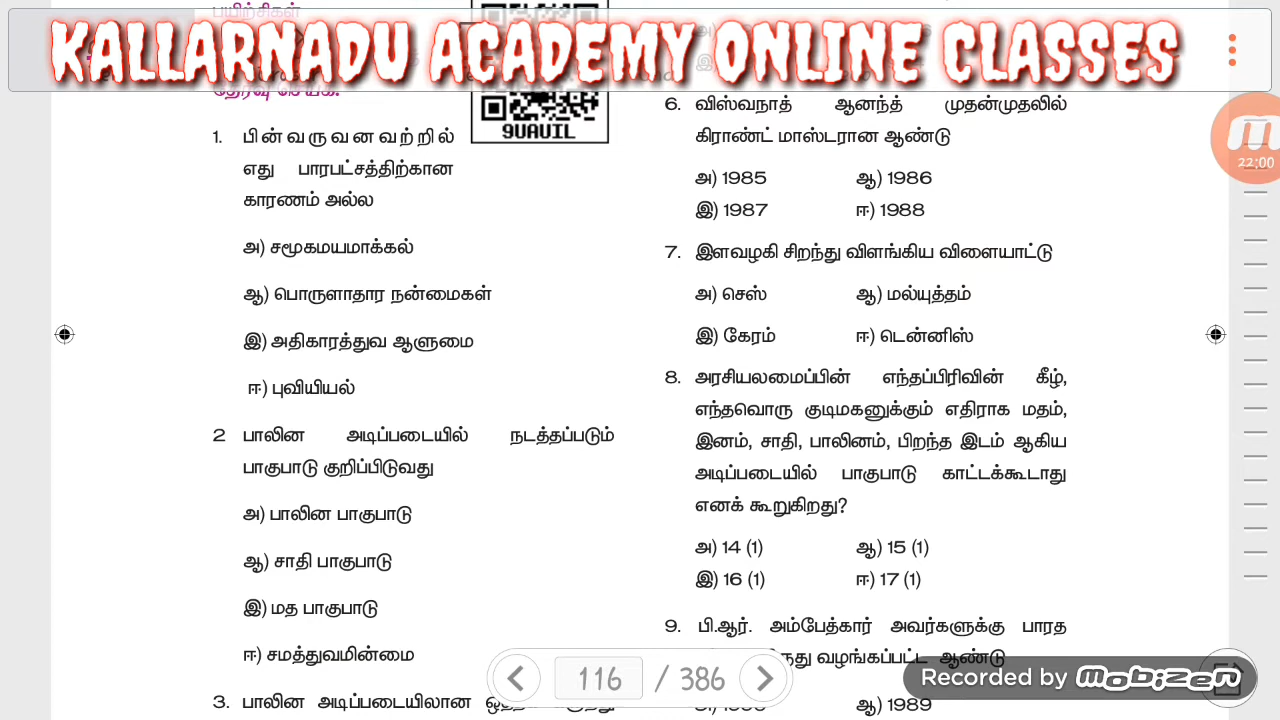 பயிற்சிகள்
KALLARNADU ACADEMY ONLINE CLASSES
தேர்வு செய்க.
9UAUIL
22:00
1. பின்வருவனவற்றில்
எது பாரபட்சத்திற்கான
காரணம் அல்ல
அ) சமூகமயமாக்கல்
ஆ) பொருளாதார நன்மைகள்
இ) அதிகாரத்துவ ஆளுமை
ஈ) புவியியல்
2 பாலின அடிப்படையில் நடத்தப்படும்
பாகுபாடு குறிப்பிடுவது
அ) பாலின பாகுபாடு
ஆ) சாதி பாகுபாடு
இ) மத பாகுபாடு
ஈ) சமத்துவமின்மை
3. பாலின அடிப்படையிலான
6. விஸ்வநாத் ஆனந்த் முதன்முதலில்
கிராண்ட் மாஸ்டரான ஆண்டு
அ) 1985 ஆ) 1986
இ) 1987 ஈ) 1988
7. இளவழகி சிறந்து விளங்கிய விளையாட்டு
அ) செஸ் ஆ) மல்யுத்தம்
இ) கேரம் ஈ) டென்னிஸ்
8. அரசியலமைப்பின் எந்தப்பிரிவின் கீழ்,
எந்தவொரு குடிமகனுக்கும் எதிராக மதம்,
இனம், சாதி, பாலினம், பிறந்த இடம் ஆகிய
அடிப்படையில் பாகுபாடு காட்டக்கூடாது
எனக் கூறுகிறது?
அ) 14 (1) ஆ) 15 (1)
இ) 16 (1) ஈ) 17 (1)
9. பி.ஆர். அம்பேத்கார் அவர்களுக்கு பாரத
வழங்கப்பட்ட ஆண்டு
ஆ) 1989
116 / 386
Recorded by MOBIZEN